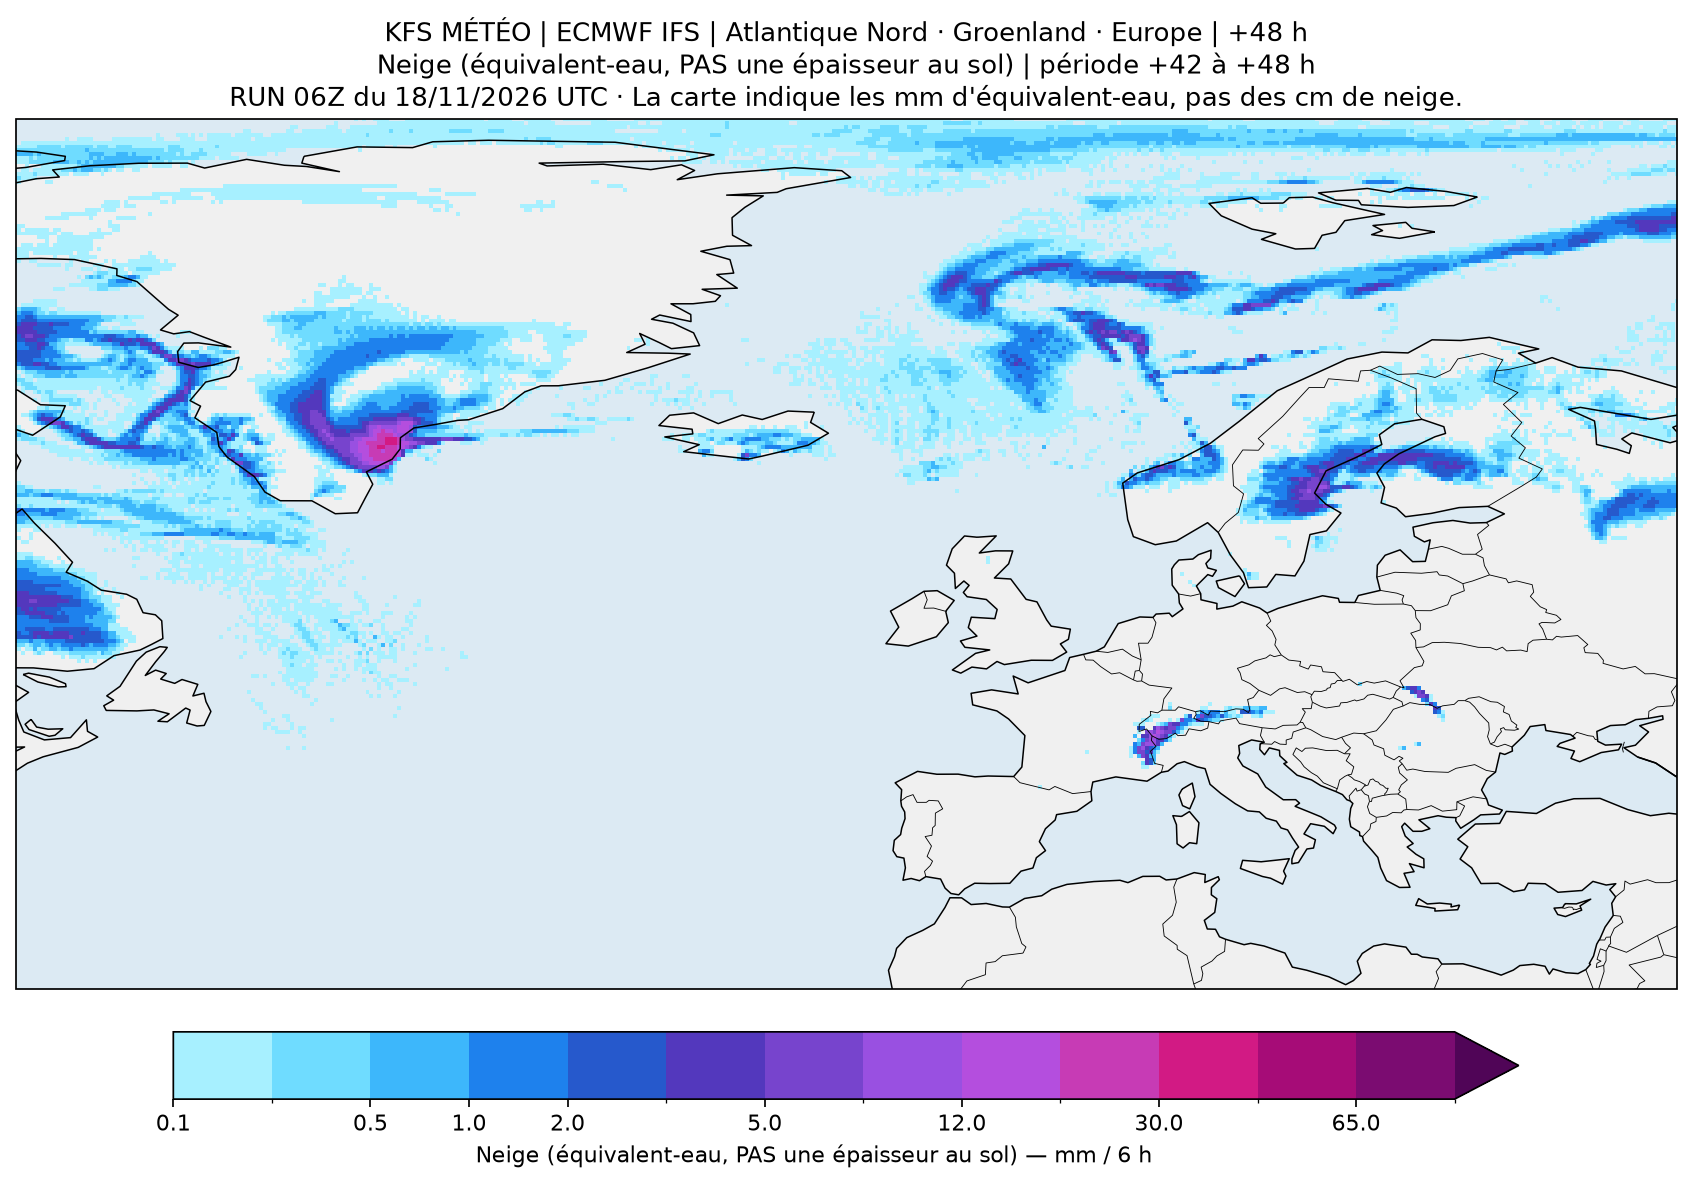 KFS MÉTÉO | ECMWF IFS | Atlantique Nord · Groenland · Europe | +48 h
Neige (équivalent-eau, PAS une épaisseur au sol) | période +42 à +48 h
RUN 06Z du 18/11/2026 UTC · La carte indique les mm d'équivalent-eau, pas des cm de neige.
0.1 0.5 1.0 2.0 5.0 12.0 30.0 65.0
Neige (équivalent-eau, PAS une épaisseur au sol) — mm / 6 h